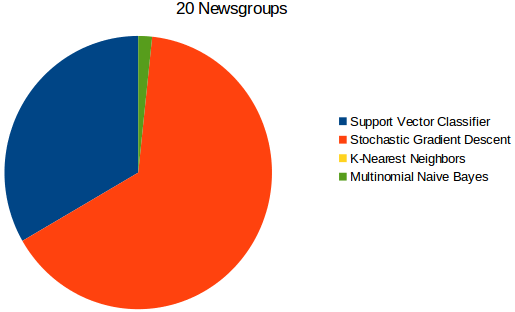 20 Newsgroups
Support Vector Classifier
Stochastic Gradient Descent
K-Nearest Neighbors
Multinomial Naive Bayes